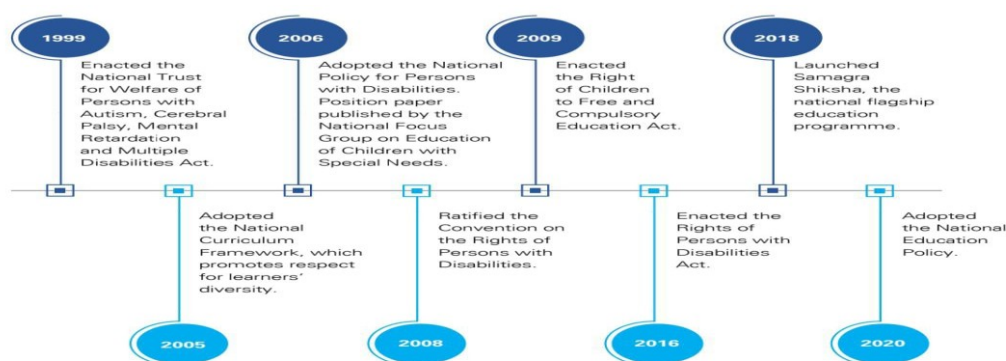 1999
Enacted the
National Trust
for Welfare of
Persons with
Autism, Cerebral
Palsy, Mental
Retardation
and Multiple
Disabilities Act.
2006
Adopted the National
Policy for Persons
with Disabilities.
Position paper
published by the
National Focus
Group on Education
of Children with
Special Needs.
2009
Enacted
the Right
of Children
to Free and
Compulsory
Education Act.
2018
Launched
Samagra
Shiksha, the
national flagship
education
programme.
Adopted
the National
Curriculum
Framework, which
promotes respect
for learners’
diversity.
2005
Ratified the
Convention on
the Rights of
Persons with
Disabilities.
2008
Enacted the
Rights of
Persons with
Disabilities
Act.
2016
Adopted
the National
Education
Policy.
2020